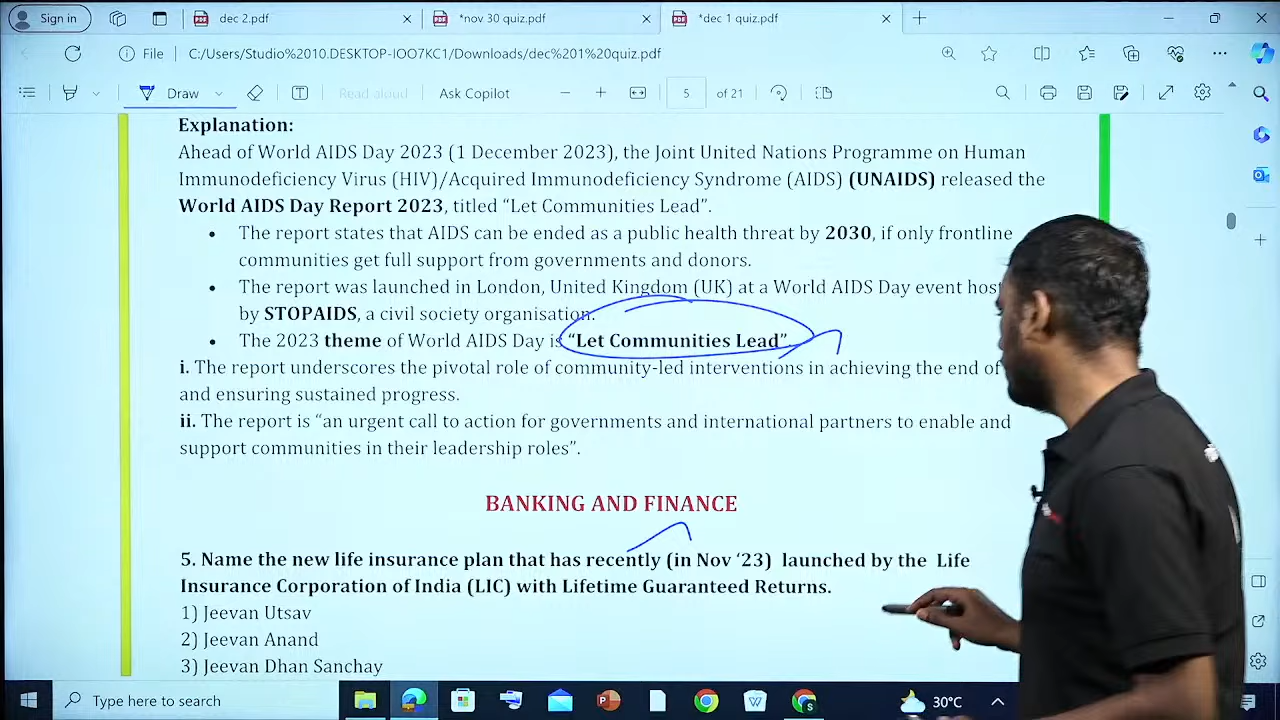 Sign in
dec 2.pdf
*nov 30 quiz.pdf
*dec 1 quiz.pdf
File
C:/Users/Studio%2010.DESKTOP-IOO7KC1/Downloads/dec%201%20quiz.pdf
Draw
Read aloud
Ask Copilot
5
of 21
Explanation:
Ahead of World AIDS Day 2023 (1 December 2023), the Joint United Nations Programme on Human
Immunodeficiency Virus (HIV)/Acquired Immunodeficiency Syndrome (AIDS) (UNAIDS) released the
World AIDS Day Report 2023, titled “Let Communities Lead”.
• The report states that AIDS can be ended as a public health threat by 2030, if only frontline
communities get full support from governments and donors.
• The report was launched in London, United Kingdom (UK) at a World AIDS Day event host
by STOPAIDS, a civil society organisation.
• The 2023 theme of World AIDS Day is “Let Communities Lead”.
i. The report underscores the pivotal role of community-led interventions in achieving the end of
and ensuring sustained progress.
ii. The report is “an urgent call to action for governments and international partners to enable and
support communities in their leadership roles”.
BANKING AND FINANCE
5. Name the new life insurance plan that has recently (in Nov ‘23) launched by the Life
Insurance Corporation of India (LIC) with Lifetime Guaranteed Returns.
1) Jeevan Utsav
2) Jeevan Anand
3) Jeevan Dhan Sanchay
Type here to search
30°C